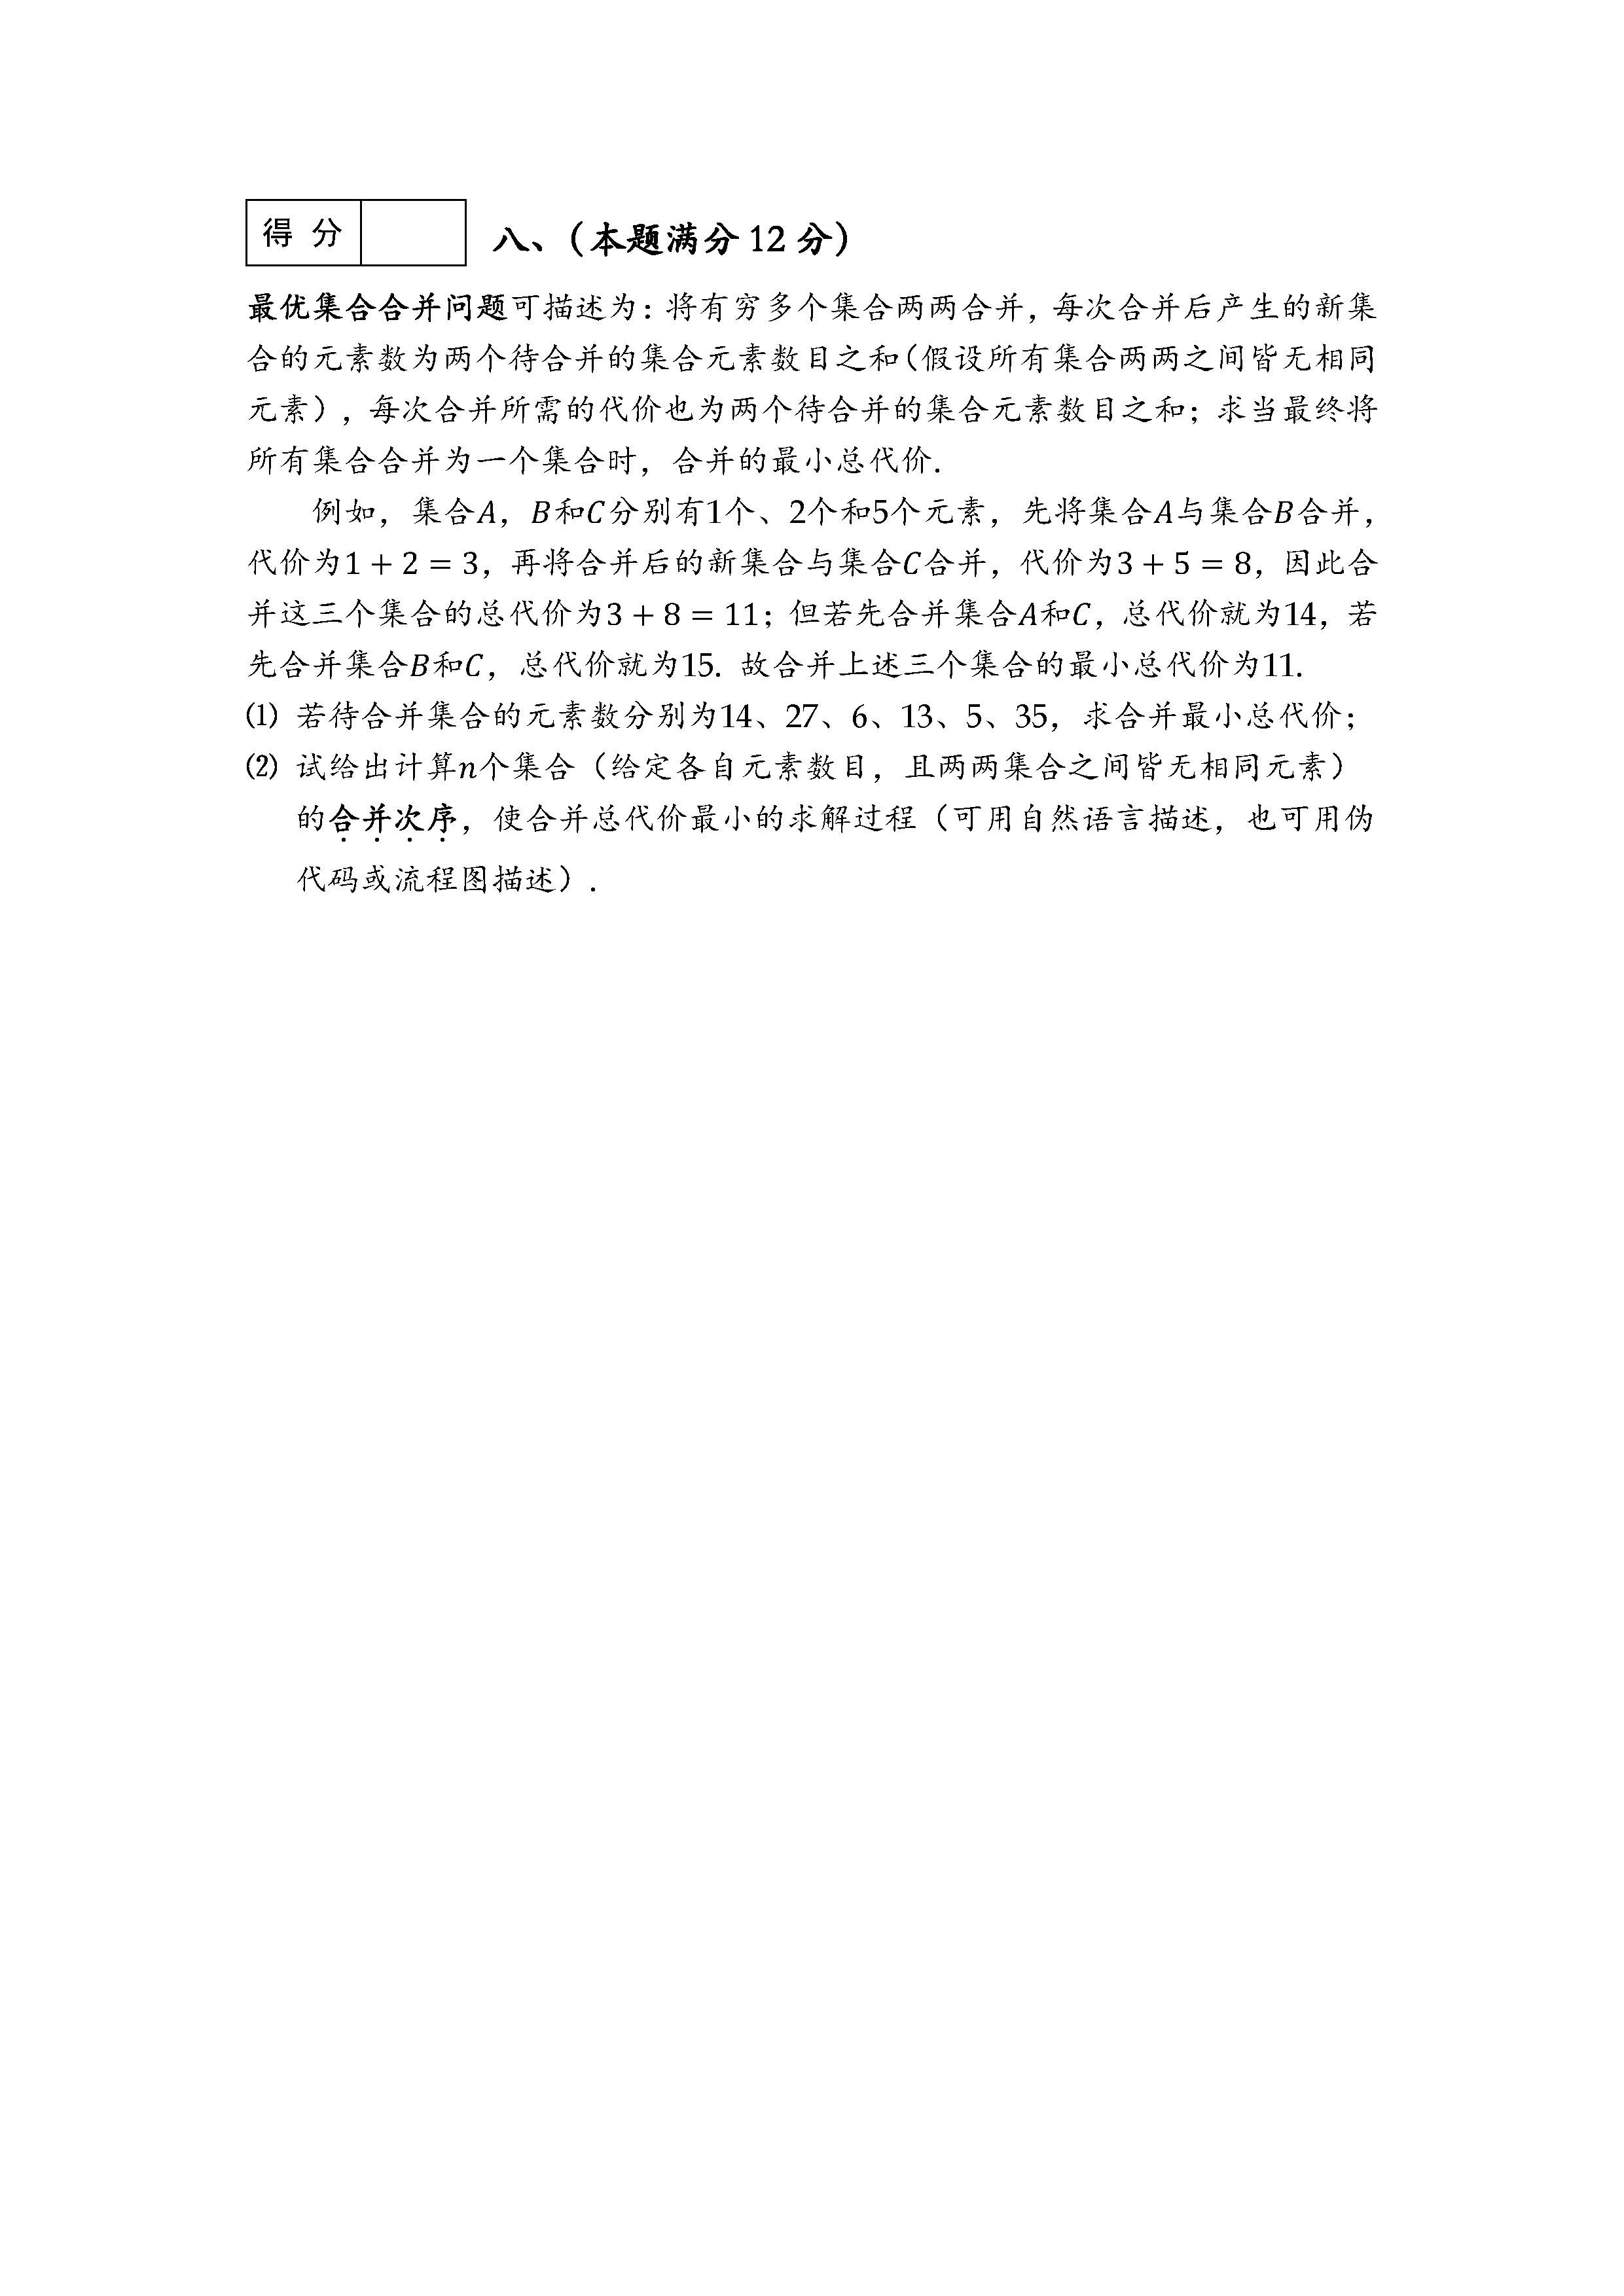 得 分
八、（本题满分 12 分）
最优集合合并问题可描述为：将有穷多个集合两两合并，每次合并后产生的新集
合的元素数为两个待合并的集合元素数目之和（假设所有集合两两之间皆无相同
元素），每次合并所需的代价也为两个待合并的集合元素数目之和；求当最终将
所有集合合并为一个集合时，合并的最小总代价.
例如，集合A，B和C分别有1个、2个和5个元素，先将集合A与集合B合并，
代价为1 + 2 = 3，再将合并后的新集合与集合C合并，代价为3 + 5 = 8，因此合
并这三个集合的总代价为3 + 8 = 11；但若先合并集合A和C，总代价就为14，若
先合并集合B和C，总代价就为15. 故合并上述三个集合的最小总代价为11.
⑴ 若待合并集合的元素数分别为14、27、6、13、5、35，求合并最小总代价；
⑵ 试给出计算n个集合（给定各自元素数目，且两两集合之间皆无相同元素）
的合并次序，使合并总代价最小的求解过程（可用自然语言描述，也可用伪
代码或流程图描述）.